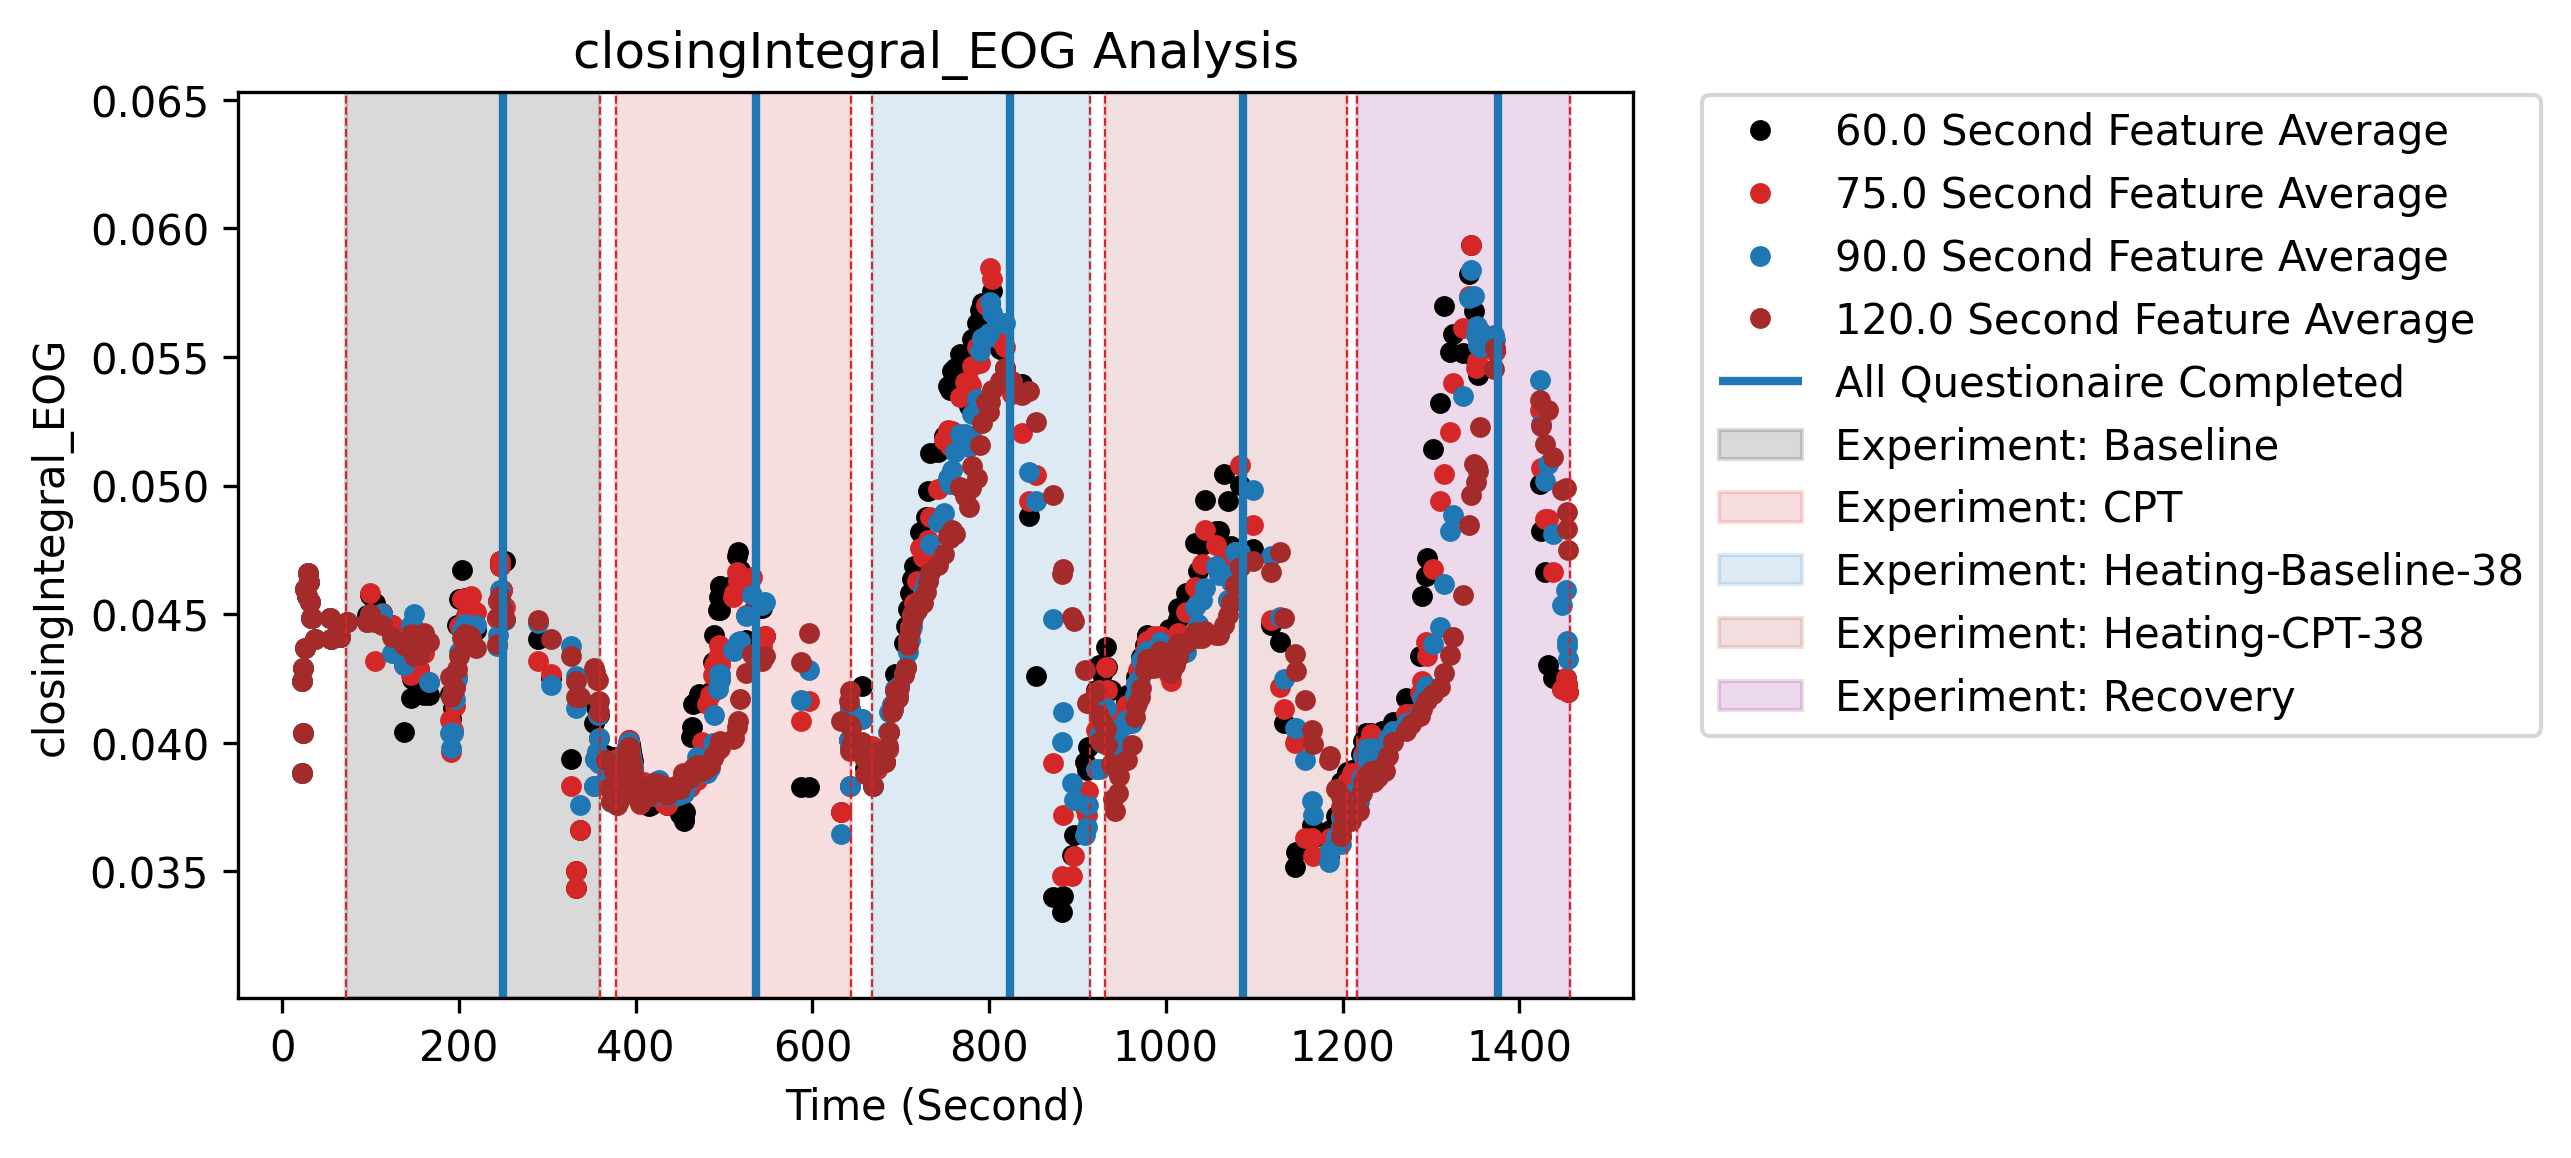 closingIntegral_EOG Analysis
closingIntegral_EOG
0.065
0.060
0.055
0.050
0.045
0.040
0.035
0
200
400
600
800
1000
1200
1400
Time (Second)
60.0 Second Feature Average
75.0 Second Feature Average
90.0 Second Feature Average
120.0 Second Feature Average
All Questionaire Completed
Experiment: Baseline
Experiment: CPT
Experiment: Heating-Baseline-38
Experiment: Heating-CPT-38
Experiment: Recovery